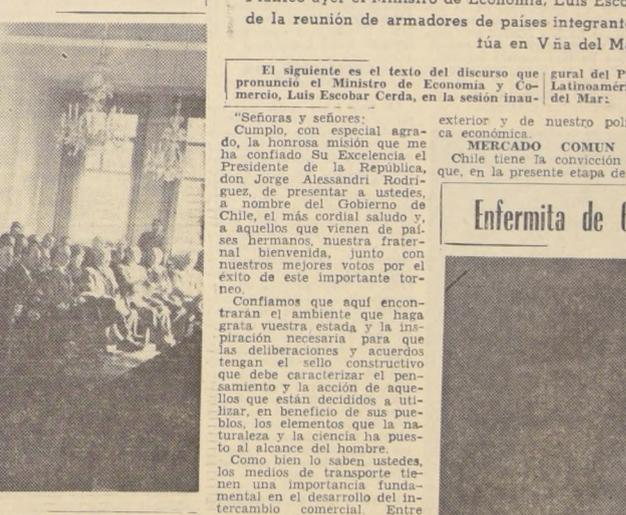 de la reunión de armadores de países
túa en Viña del
El siguiente es el texto del discurso que
pronunció el Ministro de Economía y Co-
mercio, Luis Escobar Cerda, en la sesión inau-
gural del
del Mar:
"Señoras y señores:
Cumplo, con especial agra-
do, la honrosa misión que me
ha confiado Su Excelencia el
Presidente de la República,
don Jorge Alessandri Rodrí-
guez, de presentar a ustedes,
a nombre del Gobierno de
Chile, el más cordial saludo y,
a aquellos que vienen de paí-
ses hermanos, nuestra frater-
nal bienvenida, junto con
nuestros mejores votos por el
éxito de este importante tor-
neo.
Confiamos que aquí encon-
trarán el ambiente que haga
grata vuestra estada y la ins-
piración necesaria para que
las deliberaciones y acuerdos
tengan el sello constructivo
que debe caracterizar el pen-
samiento y la acción de aque-
llos que están decididos a uti-
lizar, en beneficio de sus pue-
blos, los elementos que la na-
turaleza y la ciencia ha pues-
to al alcance del hombre.
Como bien lo saben ustedes,
los medios de transporte tie-
nen una importancia funda-
mental en el desarrollo del in-
tercambio comercial. Entre
exterior y de nuestro
ca económica.
MERCADO COMUN
Chile tiene la convicción
que, en la presente etapa de
Enfermita de